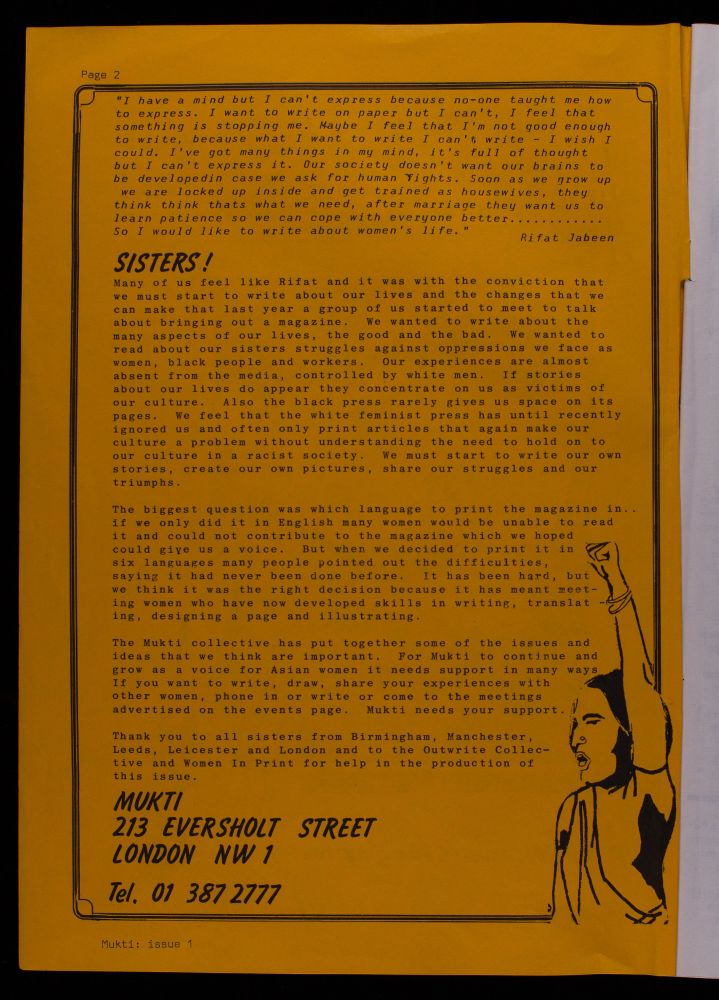 Page 2
"I have a mind but I can't express because no-one taught me how
to express. I want to write on paper but I can't, I feel that
something is stopping me. Maybe I feel that I'm not good enough
to write, because what I want to write I can't write - I wish I
could. I've got many things in my mind, it's full of thought
but I can't express it. Our society doesn't want our brains to
be developedin case we ask for human rights. Soon as we grow up
we are locked up inside and get trained as housewives, they
think think thats what we need, after marriage they want us to
learn patience so we can cope with everyone better............
So I would like to write about women's life."
Rifat Jabeen
SISTERS!
Many of us feel like Rifat and it was with the conviction that
we must start to write about our lives and the changes that we
can make that last year a group of us started to meet to talk
about bringing out a magazine. We wanted to write about the
many aspects of our lives, the good and the bad. We wanted to
read about our sisters struggles against oppressions we face as
women, black people and workers. Our experiences are almost
absent from the media, controlled by white men. If stories
about our lives do appear they concentrate on us as victims of
our culture. Also the black press rarely gives us space on its
pages. We feel that the white feminist press has until recently
ignored us and often only print articles that again make our
culture a problem without understanding the need to hold on to
our culture in a racist society. We must start to write our own
stories, create our own pictures, share our struggles and our
triumphs.
The biggest question was which language to print the magazine in..
if we only did it in English many women would be unable to read
it and could not contribute to the magazine which we hoped
could give us a voice. But when we decided to print it in
six languages many people pointed out the difficulties,
saying it had never been done before. It has been hard, but
we think it was the right decision because it has meant meet-
ing women who have now developed skills in writing, translat-
ing, designing a page and illustrating.
The Mukti collective has put together some of the issues and
ideas that we think are important. For Mukti to continue and
grow as a voice for Asian women it needs support in many ways
If you want to write, draw, share your experiences with
other women, phone in or write or come to the meetings
advertised on the events page. Mukti needs your support.
Thank you to all sisters from Birmingham, Manchester,
Leeds, Leicester and London and to the Outwrite Collec-
tive and Women In Print for help in the production of
this issue.
MUKTI
213 EVERSHOLT STREET
LONDON NW1
Tel. 01 387 2777
Mukti: issue 1